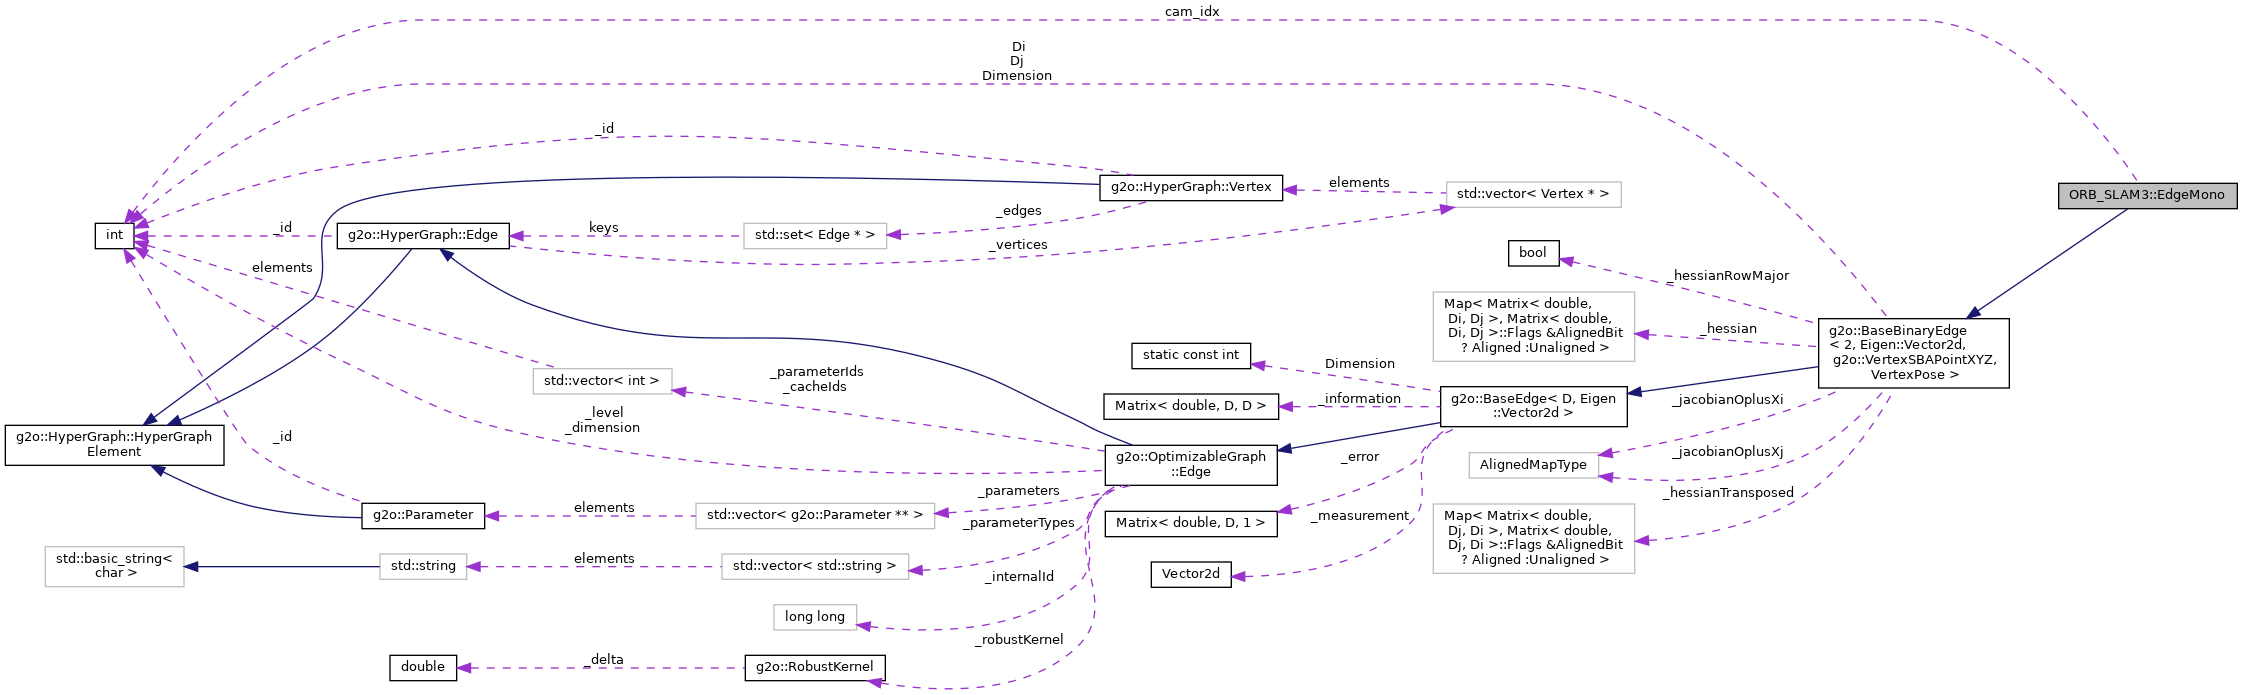 cam_idx
Di
Dj
Dimension
_id
g2o::HyperGraph::Vertex
elements
std::vector< Vertex * >
ORB_SLAM3::EdgeMono
_edges
int
_id
g2o::HyperGraph::Edge
keys
std::set< Edge * >
_vertices
bool
_hessianRowMajor
elements
Map< Matrix< double,
Di, Dj >, Matrix< double,
Di, Dj >::Flags &AlignedBit
? Aligned :Unaligned >
_hessian
g2o::BaseBinaryEdge
< 2, Eigen::Vector2d,
g2o::VertexSBAPointXYZ,
VertexPose >
static const int
Dimension
std::vector< int >
_parameterIds
_cacheIds
Matrix< double, D, D >
_information
g2o::BaseEdge< D, Eigen
::Vector2d >
_jacobianOplusXi
_level
_dimension
g2o::HyperGraph::HyperGraph
Element
_id
g2o::OptimizableGraph
::Edge
_error
AlignedMapType
_jacobianOplusXj
_parameters
_hessianTransposed
g2o::Parameter
elements
std::vector< g2o::Parameter ** >
_parameterTypes
Matrix< double, D, 1 >
_measurement
Map< Matrix< double,
Dj, Di >, Matrix< double,
Dj, Di >::Flags &AlignedBit
? Aligned :Unaligned >
std::basic_string<
char >
std::string
elements
std::vector< std::string >
_internalId
Vector2d
long long
_robustKernel
double
_delta
g2o::RobustKernel